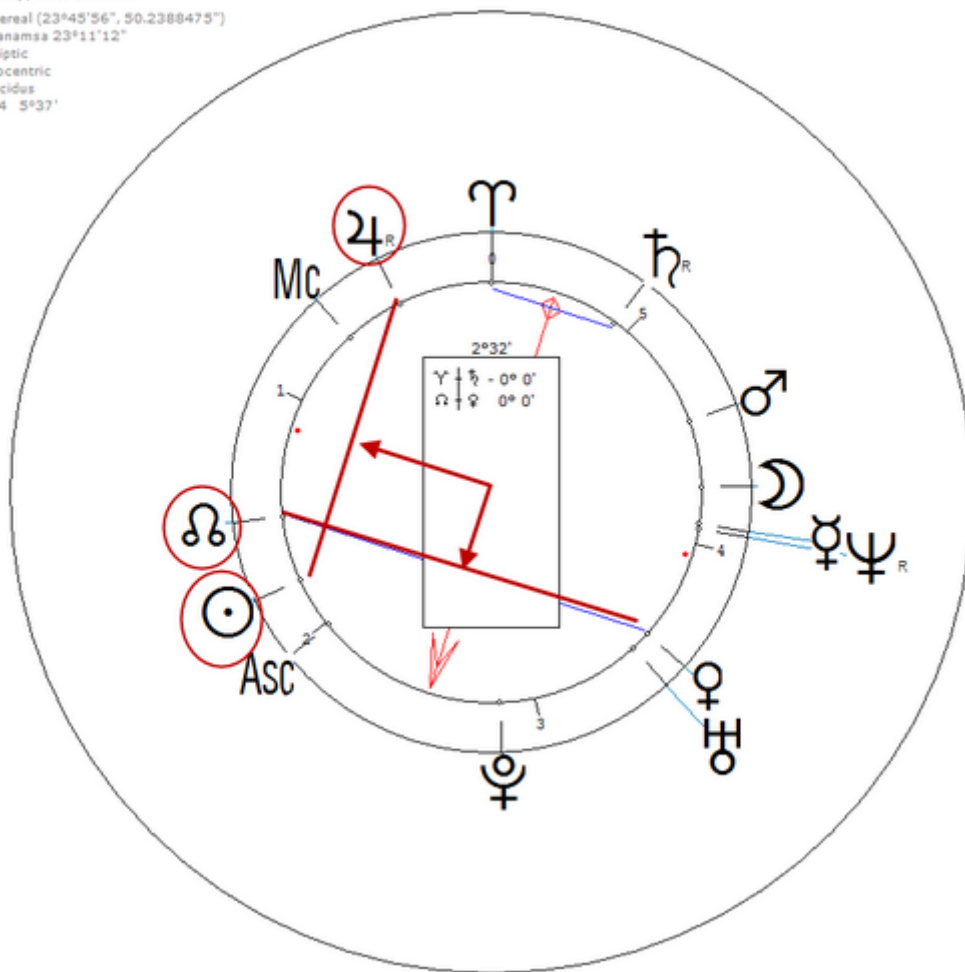 ereal (23°45'56", 50.2388475")
anamsa 23°11'12"
iptic
ocentric
cidus
4 5°37'
♈
♃R
♄R
Mc
0
5
2°32'
♈ ♄ - 0° 0'
☊ ♀ 0° 0'
♂
1
☽
☊
☿♆R
4
☉
2
Asc
♀
♅
3
♇